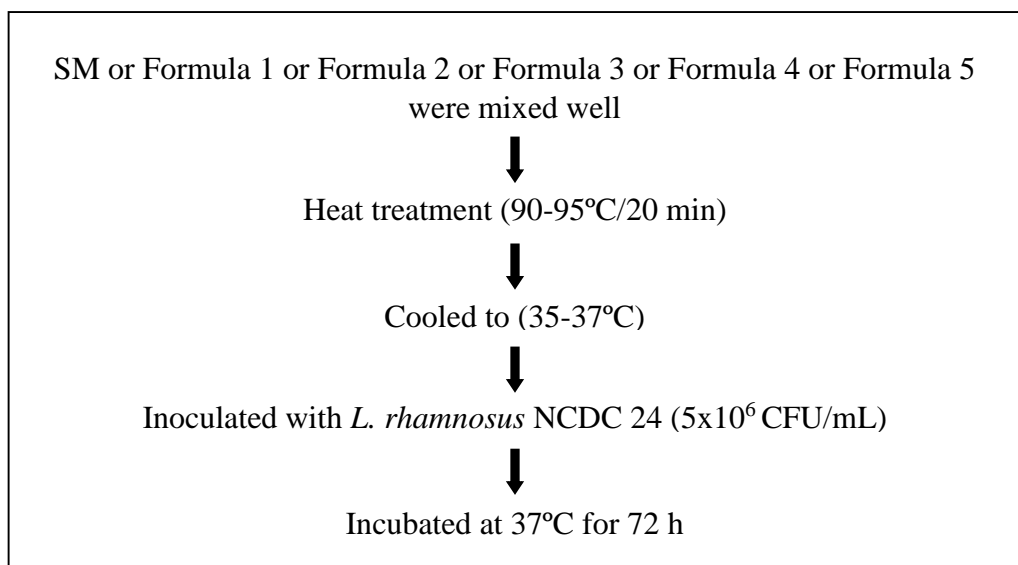 SM or Formula 1 or Formula 2 or Formula 3 or Formula 4 or Formula 5
were mixed well
Heat treatment (90-95ºC/20 min)
Cooled to (35-37ºC)
Inoculated with L. rhamnosus NCDC 24 (5x10⁶ CFU/mL)
Incubated at 37ºC for 72 h